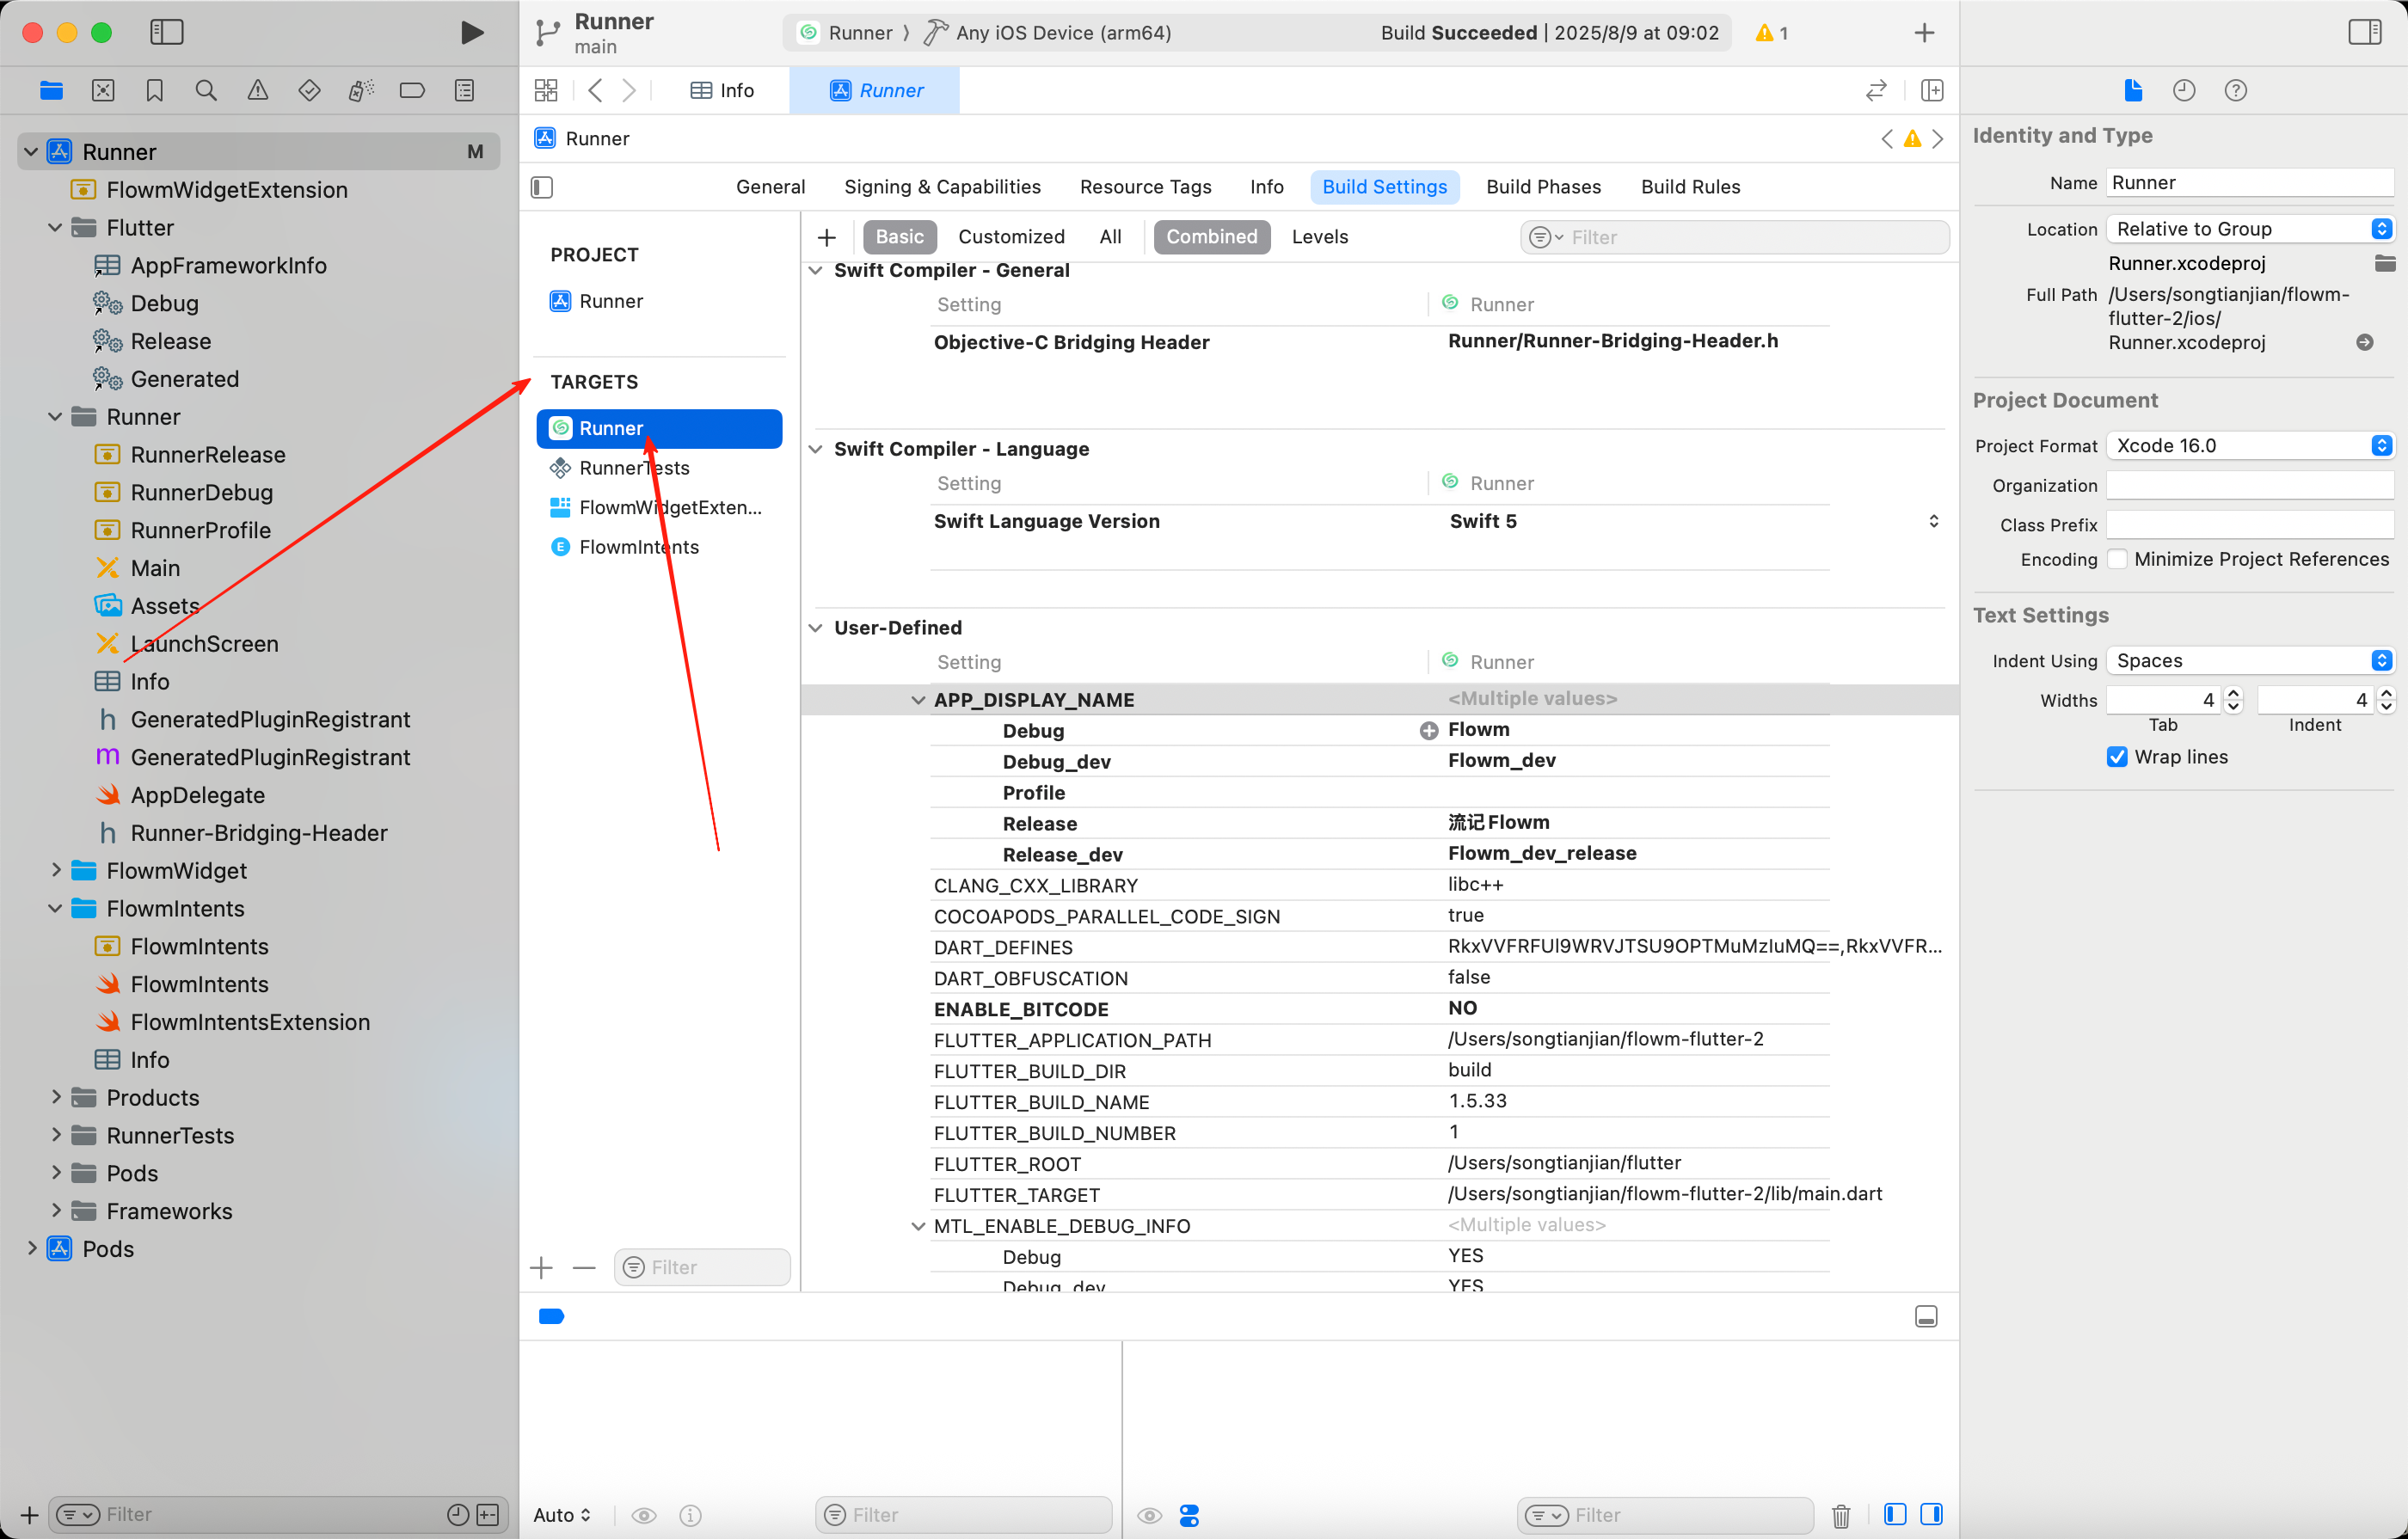 Runner
main
Runner
Any iOS Device (arm64)
Build Succeeded | 2025/8/9 at 09:02
1
Runner
M
FlowmWidgetExtension
Flutter
AppFrameworkInfo
Debug
Release
Generated
Runner
RunnerRelease
RunnerDebug
RunnerProfile
Main
Assets
LaunchScreen
Info
GeneratedPluginRegistrant
GeneratedPluginRegistrant
AppDelegate
Runner-Bridging-Header
FlowmWidget
FlowmIntents
FlowmIntents
FlowmIntents
FlowmIntentsExtension
Info
Products
RunnerTests
Pods
Frameworks
Pods
Filter
Info
Runner
Runner
General
Signing & Capabilities
Resource Tags
Info
Build Settings
Build Phases
Build Rules
PROJECT
Runner
TARGETS
Runner
RunnerTests
FlowmWidgetExten...
FlowmIntents
Filter
Basic
Customized
All
Combined
Levels
Filter
Swift Compiler - General
Setting
Runner
Objective-C Bridging Header
Runner/Runner-Bridging-Header.h
Swift Compiler - Language
Setting
Runner
Swift Language Version
Swift 5
User-Defined
Setting
Runner
APP_DISPLAY_NAME
<Multiple values>
Debug
Flowm
Debug_dev
Flowm_dev
Profile
Release
流记Flowm
Release_dev
Flowm_dev_release
CLANG_CXX_LIBRARY
libc++
COCOAPODS_PARALLEL_CODE_SIGN
true
DART_DEFINES
RkxVVFRFUl9WRVJTSU9OPTMuMzIuMQ==,RkxVVFR...
DART_OBFUSCATION
false
ENABLE_BITCODE
NO
FLUTTER_APPLICATION_PATH
/Users/songtianjian/flowm-flutter-2
FLUTTER_BUILD_DIR
build
FLUTTER_BUILD_NAME
1.5.33
FLUTTER_BUILD_NUMBER
1
FLUTTER_ROOT
/Users/songtianjian/flutter
FLUTTER_TARGET
/Users/songtianjian/flowm-flutter-2/lib/main.dart
MTL_ENABLE_DEBUG_INFO
<Multiple values>
Debug
YES
Debug_dev
YES
Auto
Filter
Filter
Identity and Type
Name
Runner
Location
Relative to Group
Runner.xcodeproj
Full Path
/Users/songtianjian/flowm-
flutter-2/ios/
Runner.xcodeproj
Project Document
Project Format
Xcode 16.0
Organization
Class Prefix
Encoding
Minimize Project References
Text Settings
Indent Using
Spaces
Widths
4
4
Tab
Indent
Wrap lines